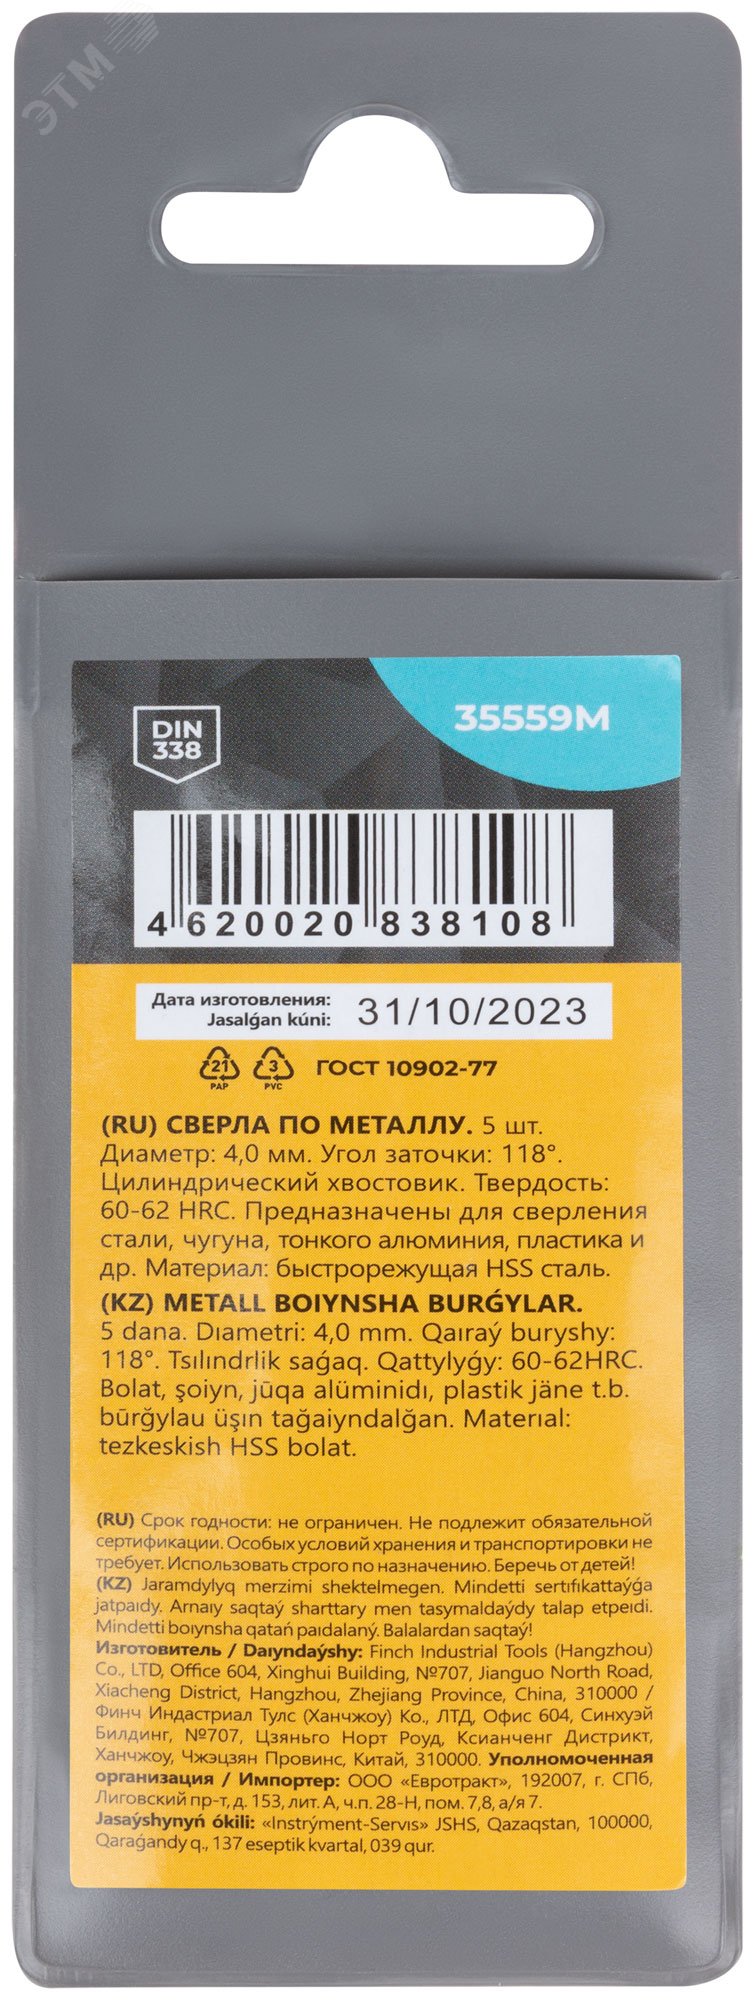 ЭТМ
DIN
338
35559М
4 620020 838108
Дата изготовления:
Jasalǵan kúni:
31/10/2023
21
PAP
3
PVC
ГОСТ 10902-77
(RU) СВЕРЛА ПО МЕТАЛЛУ. 5 шт.
Диаметр: 4,0 мм. Угол заточки: 118°.
Цилиндрический хвостовик. Твердость:
60-62 HRC. Предназначены для сверления
стали, чугуна, тонкого алюминия, пластика и
др. Материал: быстрорежущая HSS сталь.
(KZ) METALL BOIYNSHA BURǴYLAR.
5 dana. Dıametri: 4,0 mm. Qaıraý buryshy:
118°. Tsılındrlik saǵaq. Qattylyǵy: 60-62HRC.
Bolat, şoiyn, jūqa alüminidı, plastik jäne t.b.
būrğylau üşın tağaiyndalğan. Materıal:
tezkeskish HSS bolat.
(RU) Срок годности: не ограничен. Не подлежит обязательной
сертификации. Особых условий хранения и транспортировки не
требует. Использовать строго по назначению. Беречь от детей!
(KZ) Jaramdylyq merzimi shektelmegen. Mindetti sertıfıkattaýǵa
jatpaıdy. Arnaıy saqtaý sharttary men tasymaldaýdy talap etpeıdi.
Mindetti boıynsha qatań paıdalaný. Balalardan saqtaý!
Изготовитель / Daıyndaýshy: Finch Industrial Tools (Hangzhou)
Co., LTD, Office 604, Xinghui Building, №707, Jianguo North Road,
Xiacheng District, Hangzhou, Zhejiang Province, China, 310000 /
Финч Индастриал Тулс (Ханчжоу) Ко., ЛТД, Офис 604, Синхуэй
Билдинг, №707, Цзяньго Норт Роуд, Ксианченг Дистрикт,
Ханчжоу, Чжэцзян Провинс, Китай, 310000. Уполномоченная
организация / Импортер: ООО «Евротракт», 192007, г. СПб,
Лиговский пр-т, д. 153, лит. А, ч.п. 28-Н, пом. 7,8, а/я 7.
Jasaýshynyń ókili: «Instrýment-Servıs» JSHS, Qazaqstan, 100000,
Qaraǵandy q., 137 eseptik kvartal, 039 qur.